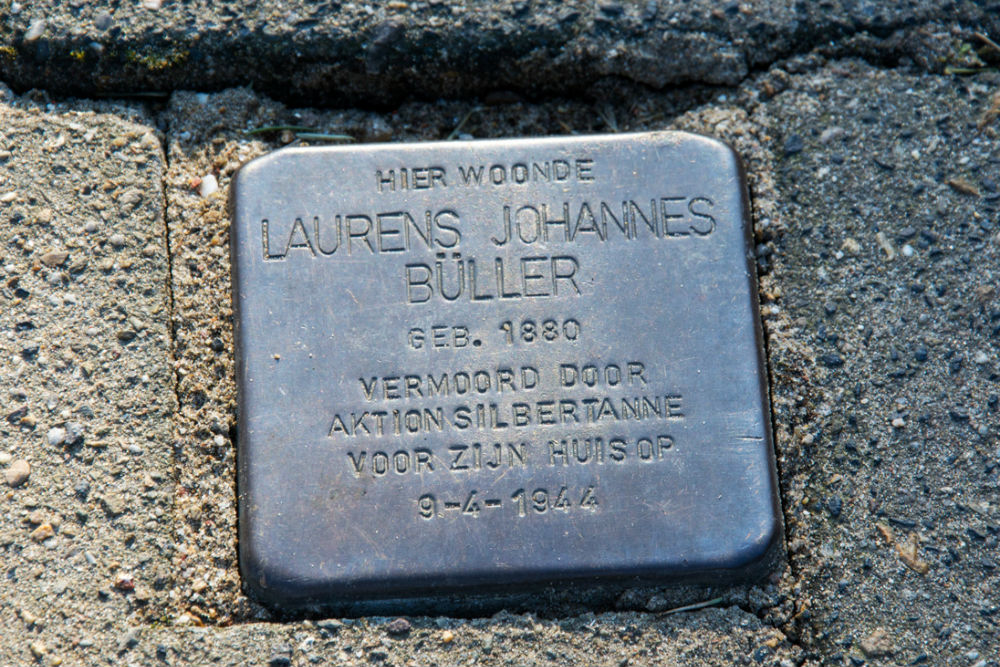 HIER WOONDE
LAURENS JOHANNES
BÜLLER
GEB. 1880
VERMOORD DOOR
AKTION SILBERTANNE
VOOR ZIJN HUIS OP
9-4-1944